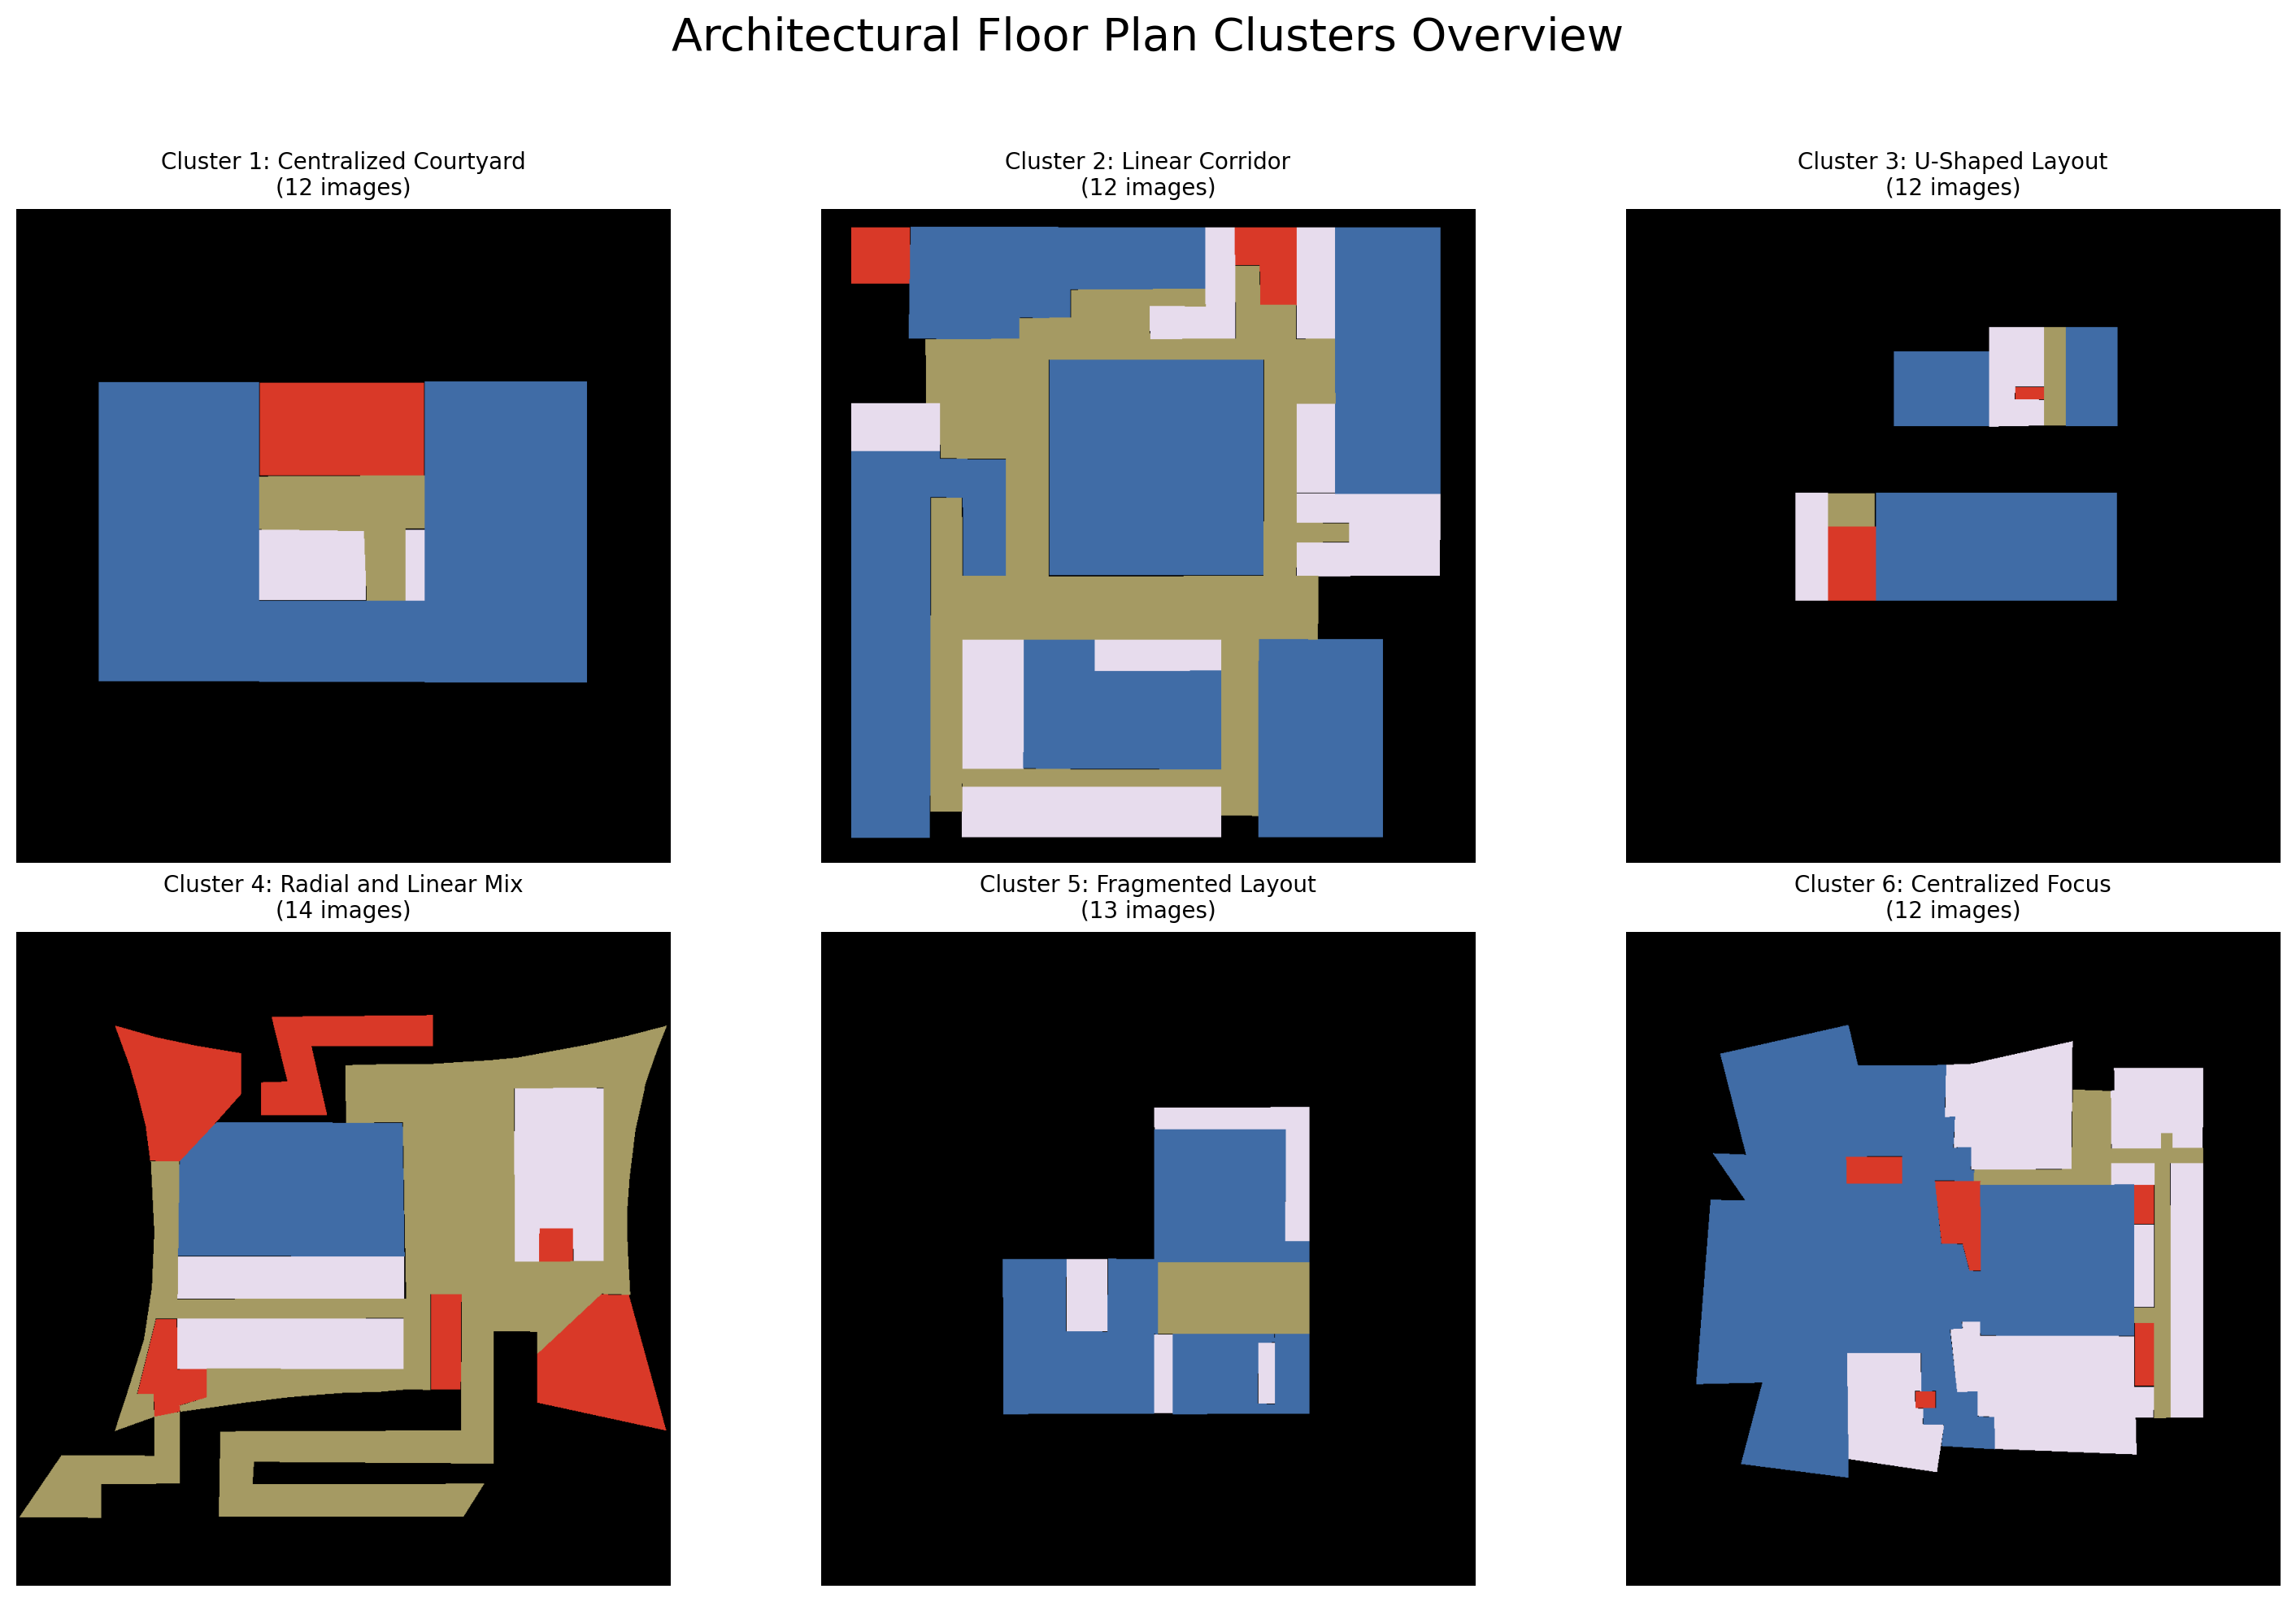 Architectural Floor Plan Clusters Overview
Cluster 1: Centralized Courtyard
(12 images)
Cluster 2: Linear Corridor
(12 images)
Cluster 3: U-Shaped Layout
(12 images)
Cluster 4: Radial and Linear Mix
(14 images)
Cluster 5: Fragmented Layout
(13 images)
Cluster 6: Centralized Focus
(12 images)